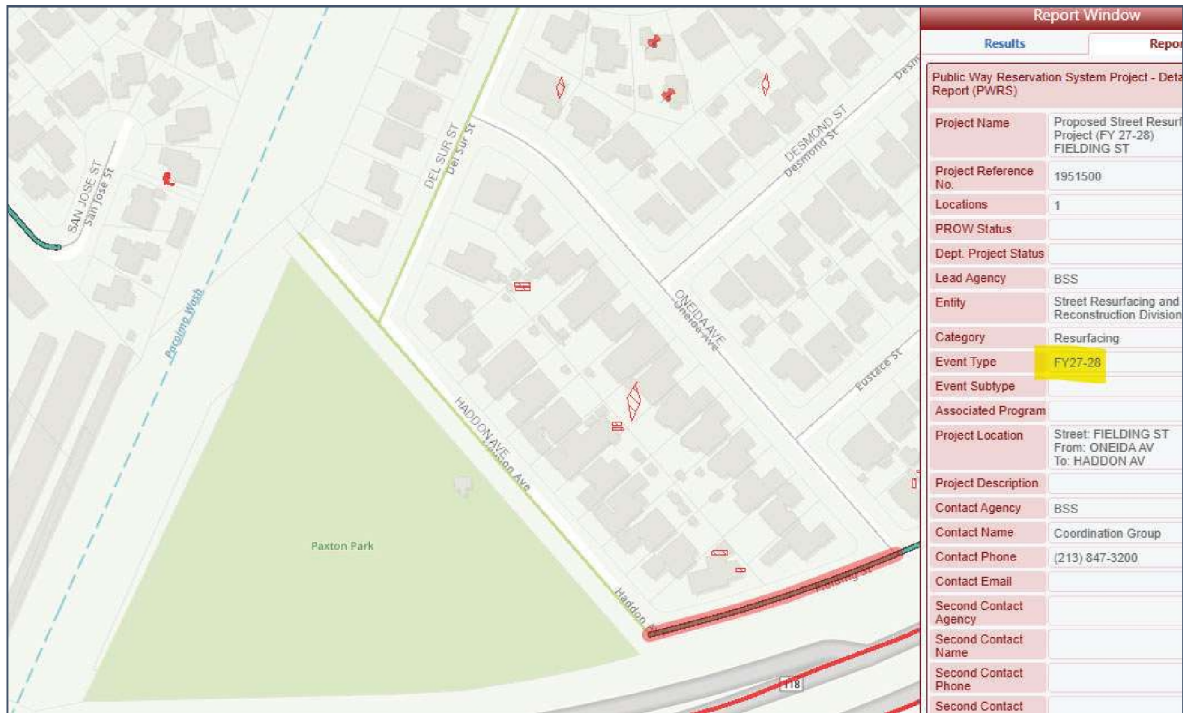 Report Window
Results
Repor
Public Way Reservation System Project - Deta
Report (PWRS)
Project Name
Proposed Street Resurf
Project (FY 27-28)
FIELDING ST
Project Reference
No.
1951500
Locations
1
PROW Status
Dept. Project Status
Lead Agency
BSS
Entity
Street Resurfacing and
Reconstruction Division
Category
Resurfacing
Event Type
FY27-28
Event Subtype
Associated Program
Project Location
Street: FIELDING ST
From: ONEIDA AV
To: HADDON AV
Project Description
Contact Agency
BSS
Contact Name
Coordination Group
Contact Phone
(213) 847-3200
Contact Email
Second Contact
Agency
Second Contact
Name
Second Contact
Phone
Second Contact
SAN JOSE ST
San Jose St
Pacoima Wash
DEL SUR ST
Del Sur St
DESMOND ST
Desmond St
ONEIDA AVE
Oneida Ave
Eustace St
HADDON AVE
Haddon Ave
Paxton Park
118